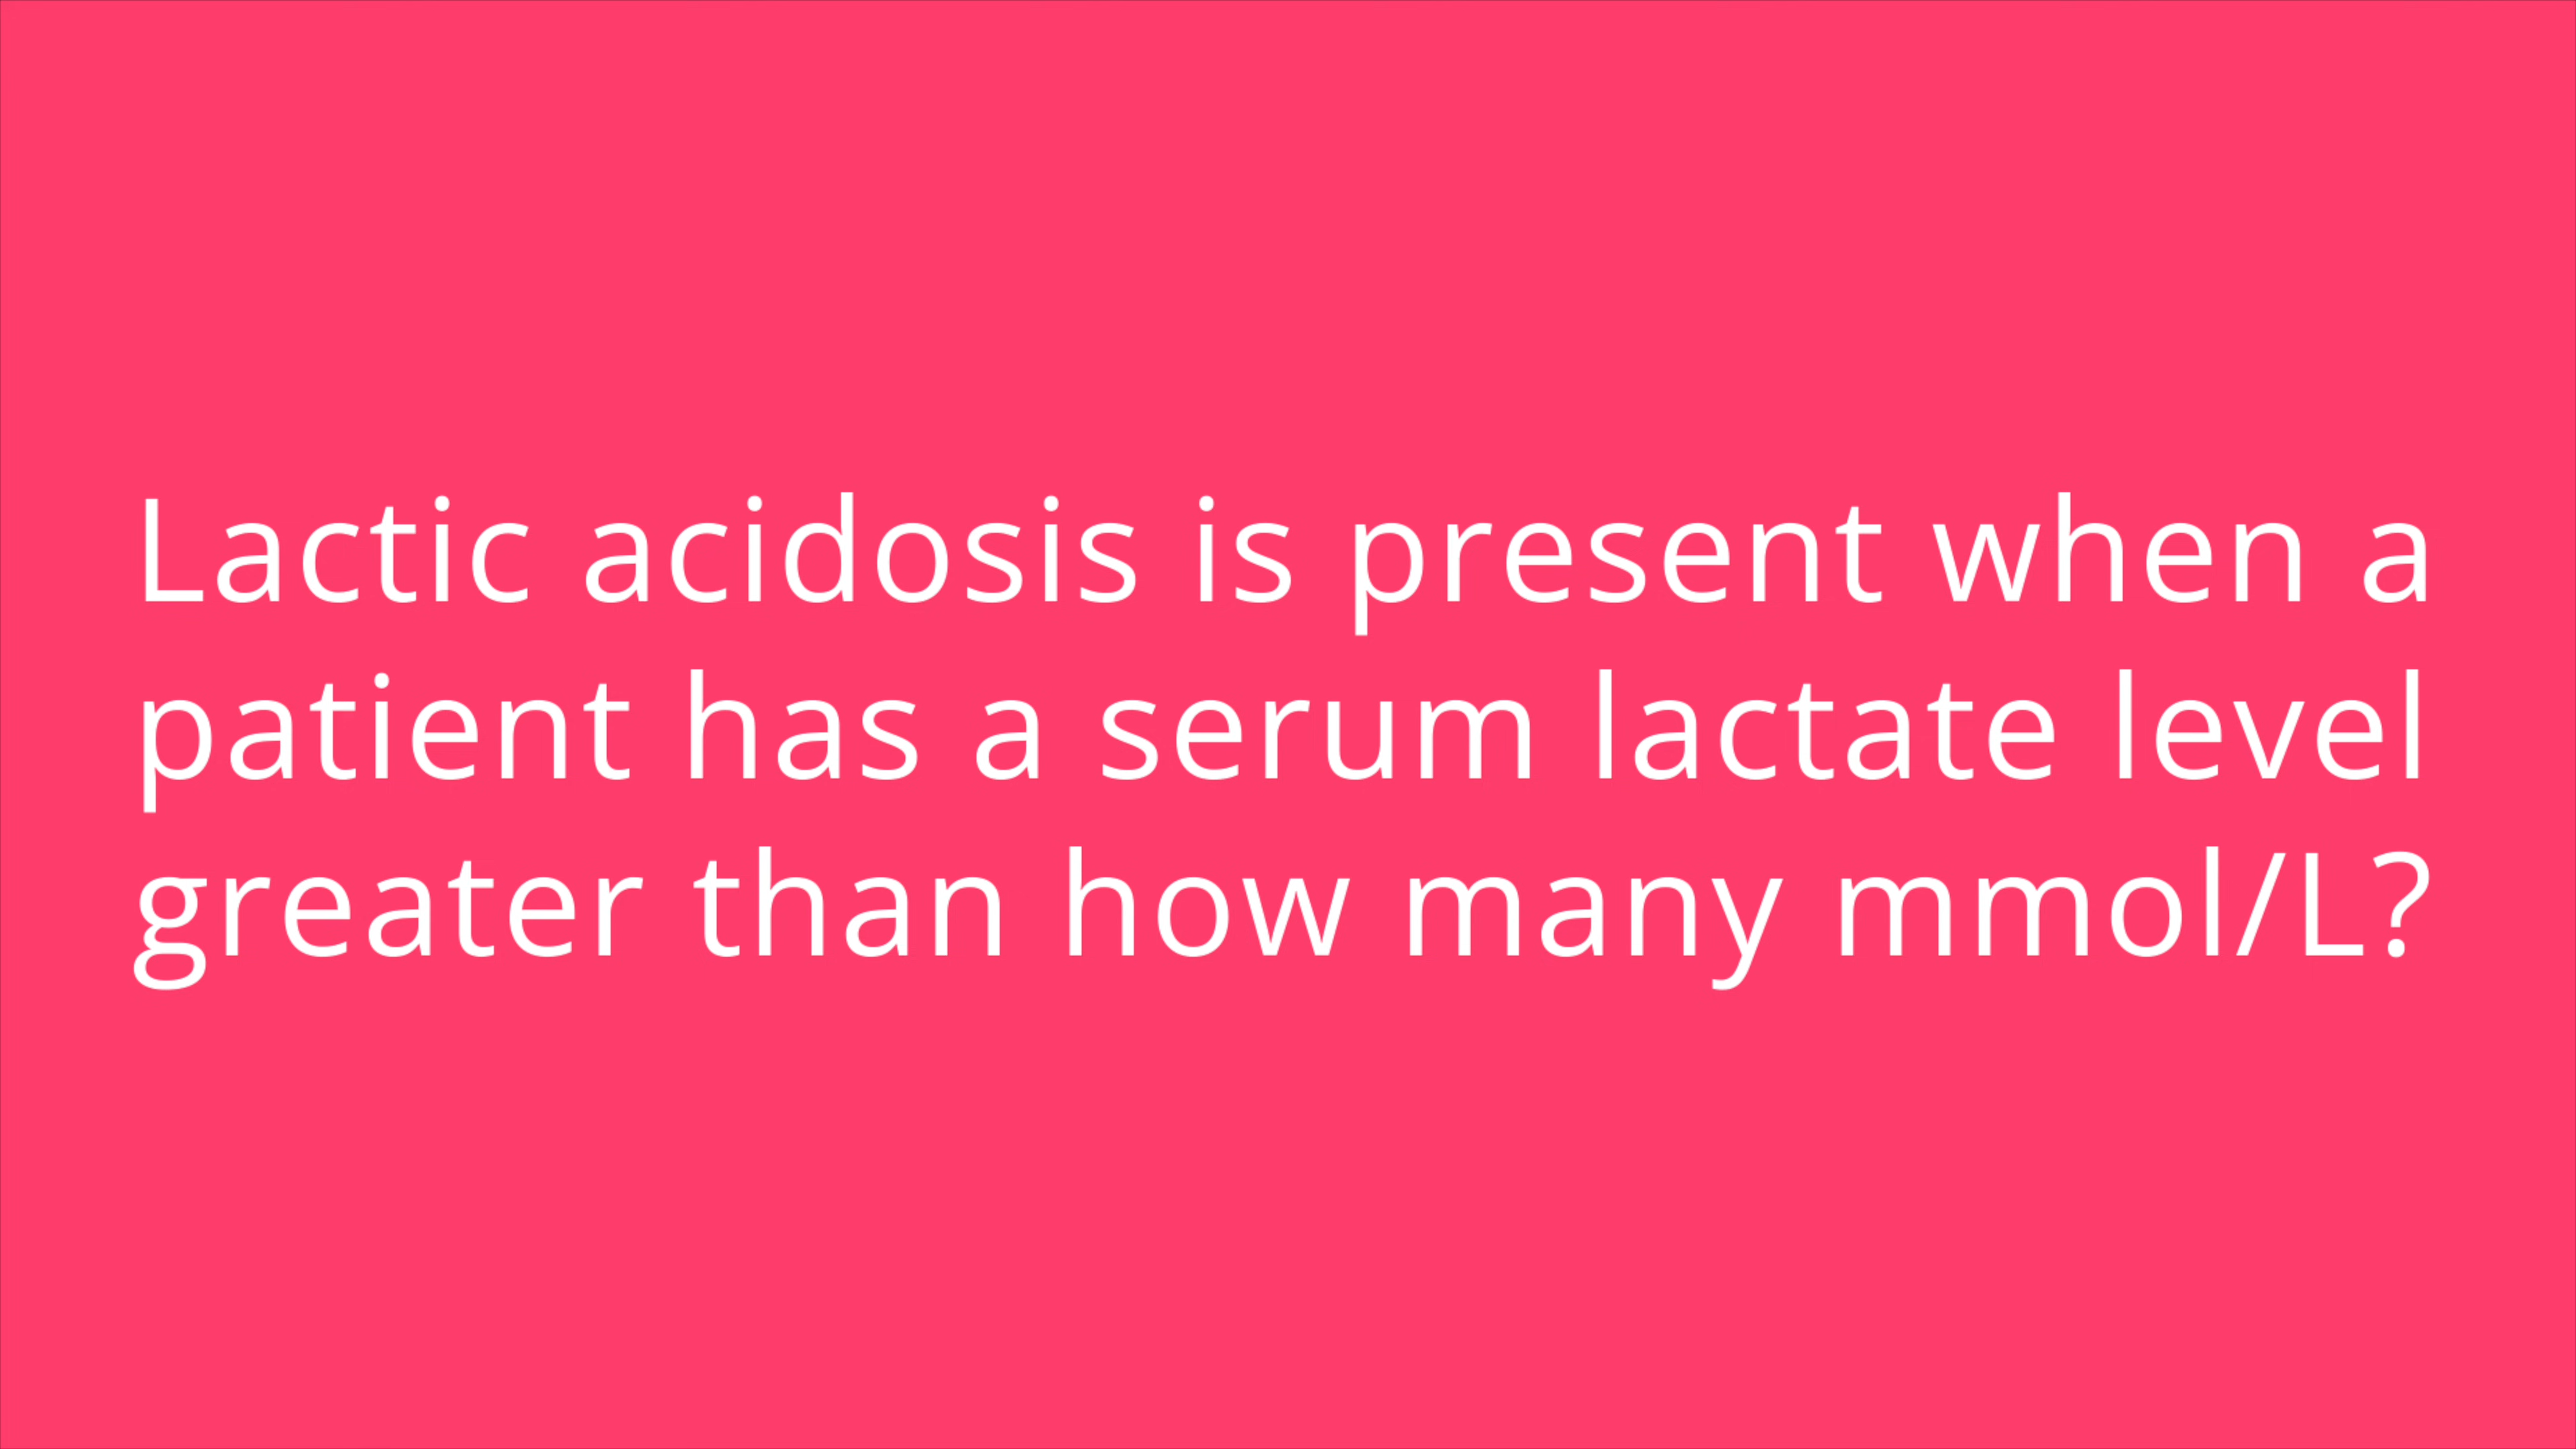 Lactic acidosis is present when a
patient has a serum lactate level
greater than how many mmol/L?